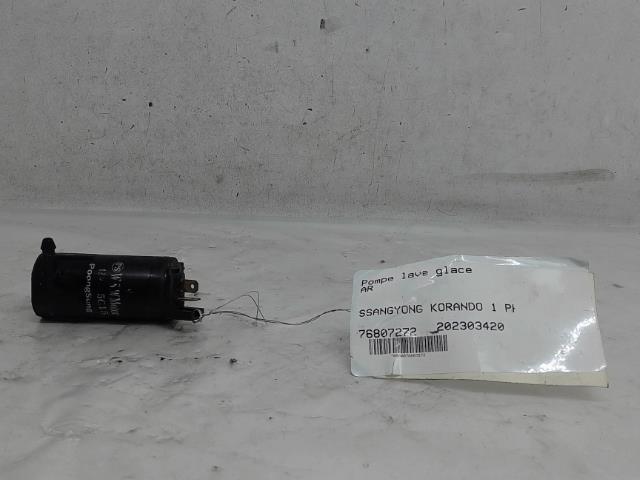 PoongSung
Pompe lave glace
AR
SSANGYONG KORANDO 1 PH
76807272 202303420